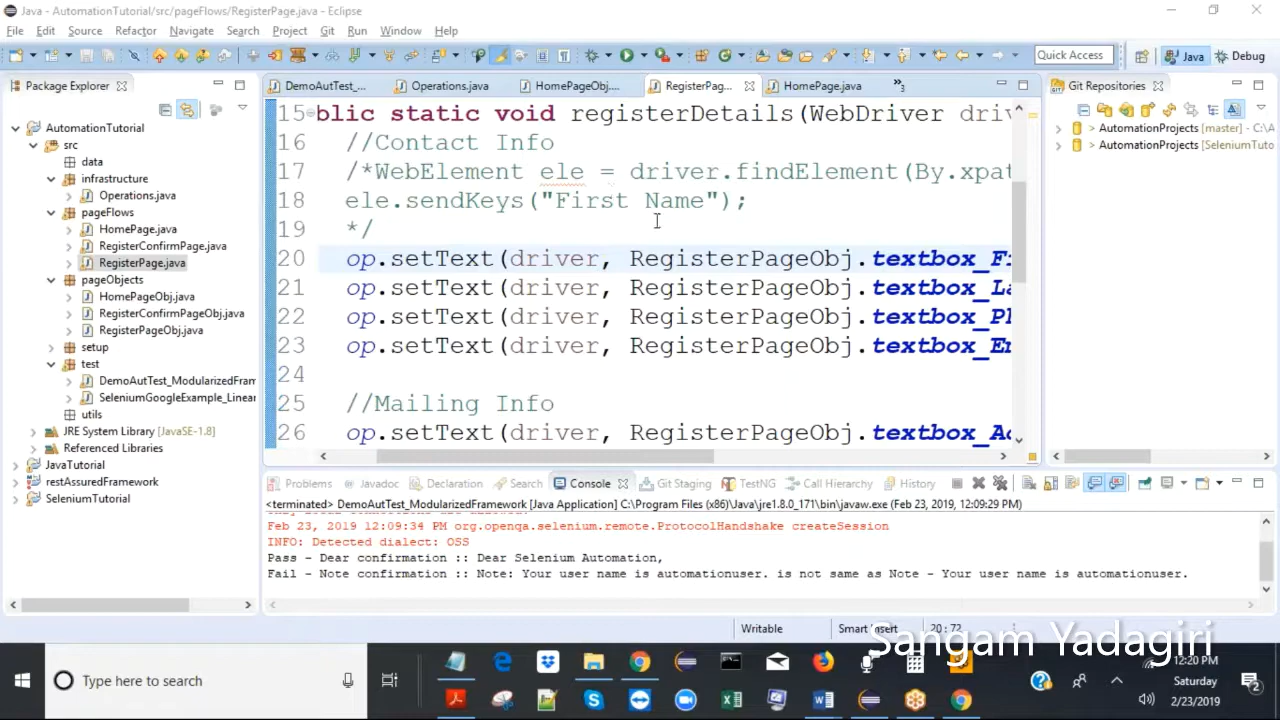 Java - AutomationTutorial/src/pageFlows/RegisterPage.java - Eclipse
File Edit Source Refactor Navigate Search Project Git Run Window Help
Quick Access Java Debug
Package Explorer
DemoAutTest_... Operations.java HomePageObj.... RegisterPag... HomePage.java
Git Repositories
AutomationTutorial
src
data
infrastructure
Operations.java
pageFlows
HomePage.java
RegisterConfirmPage.java
RegisterPage.java
pageObjects
HomePageObj.java
RegisterConfirmPageObj.java
RegisterPageObj.java
setup
test
DemoAutTest_ModularizedFram
SeleniumGoogleExample_Linear
utils
JRE System Library [JavaSE-1.8]
Referenced Libraries
JavaTutorial
restAssuredFramework
SeleniumTutorial
15 blic static void registerDetails(WebDriver driv
16 //Contact Info
17 /*WebElement ele = driver.findElement(By.xpat
18 ele.sendKeys("First Name");
19 */
20 op.setText(driver, RegisterPageObj.textbox_Fi
21 op.setText(driver, RegisterPageObj.textbox_La
22 op.setText(driver, RegisterPageObj.textbox_Ph
23 op.setText(driver, RegisterPageObj.textbox_Em
24
25 //Mailing Info
26 op.setText(driver, RegisterPageObj.textbox_Ad
> AutomationProjects [master] - C:\A
> AutomationProjects [SeleniumTuto
Problems Javadoc Declaration Search Console Git Staging TestNG Call Hierarchy History
<terminated> DemoAutTest_ModularizedFramework [Java Application] C:\Program Files (x86)\Java\jre1.8.0_171\bin\javaw.exe (Feb 23, 2019, 12:09:29 PM)
Feb 23, 2019 12:09:34 PM org.openqa.selenium.remote.ProtocolHandshake createSession
INFO: Detected dialect: OSS
Pass - Dear confirmation :: Dear Selenium Automation,
Fail - Note confirmation :: Note: Your user name is automationuser. is not same as Note - Your user name is automationuser.
Writable Smart Insert 20 : 72
Sangam Yadagiri
Type here to search
12:20 PM
Saturday
2/23/2019
2